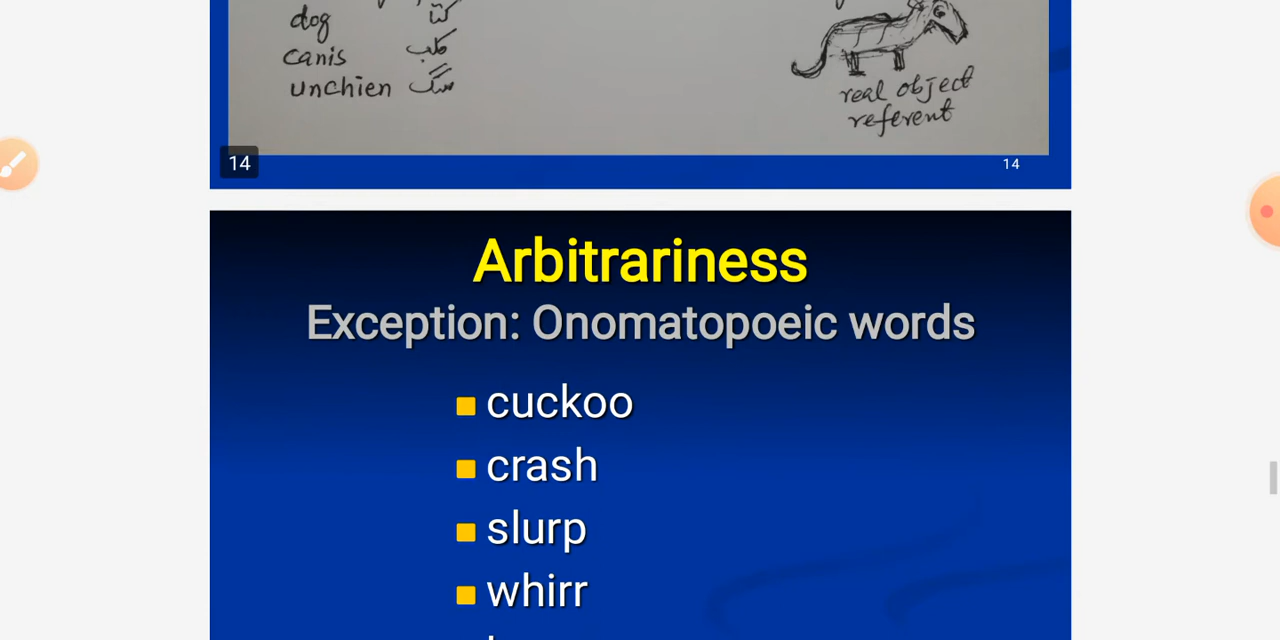 dog کتا
canis کلب
unchien سگ
real object
referent
14
14
Arbitrariness
Exception: Onomatopoeic words
cuckoo
crash
slurp
whirr